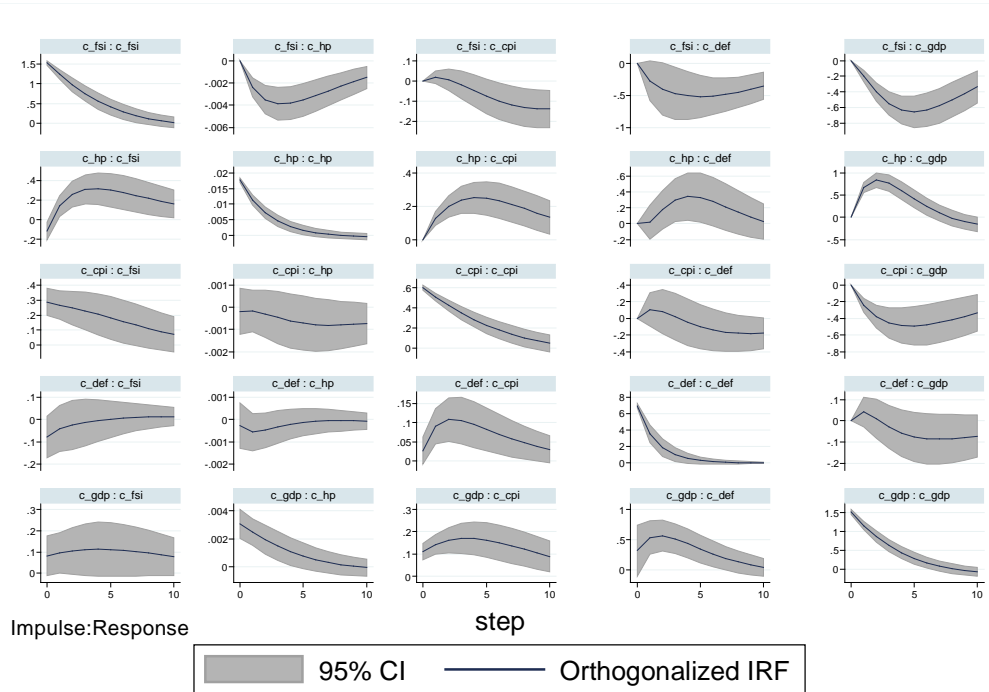 c_fsi : c_fsi c_fsi : c_hp c_fsi : c_cpi c_fsi : c_def c_fsi : c_gdp
1.5 0 .1 0 0
1 -.002 0 -.5 -.2
.5 -.004 -.1 -1 -.4
0 -.006 -.2 -.6
-.8
c_hp : c_fsi c_hp : c_hp c_hp : c_cpi c_hp : c_def c_hp : c_gdp
.4 .02 .4 .6 1
.2 .015 .2 .4 .5
0 .01 0 .2 0
-.2 .005 0 -.5
0 -.2
c_cpi : c_fsi c_cpi : c_hp c_cpi : c_cpi c_cpi : c_def c_cpi : c_gdp
.4 .001 .6 .4 0
.3 0 .4 .2 -.2
.2 -.001 .2 0 -.4
.1 -.002 0 -.2 -.6
0 -.4 -.8
c_def : c_fsi c_def : c_hp c_def : c_cpi c_def : c_def c_def : c_gdp
.1 .001 .15 8 .1
0 0 .1 6 0
-.1 -.001 .05 4 -.1
-.2 -.002 0 2 -.2
0
c_gdp : c_fsi c_gdp : c_hp c_gdp : c_cpi c_gdp : c_def c_gdp : c_gdp
.3 .004 .3 1 1.5
.2 .002 .2 .5 1
.1 0 .1 0 .5
0 0 0
0 5 10 0 5 10 0 5 10 0 5 10 0 5 10
Impulse:Response
step
95% CI Orthogonalized IRF